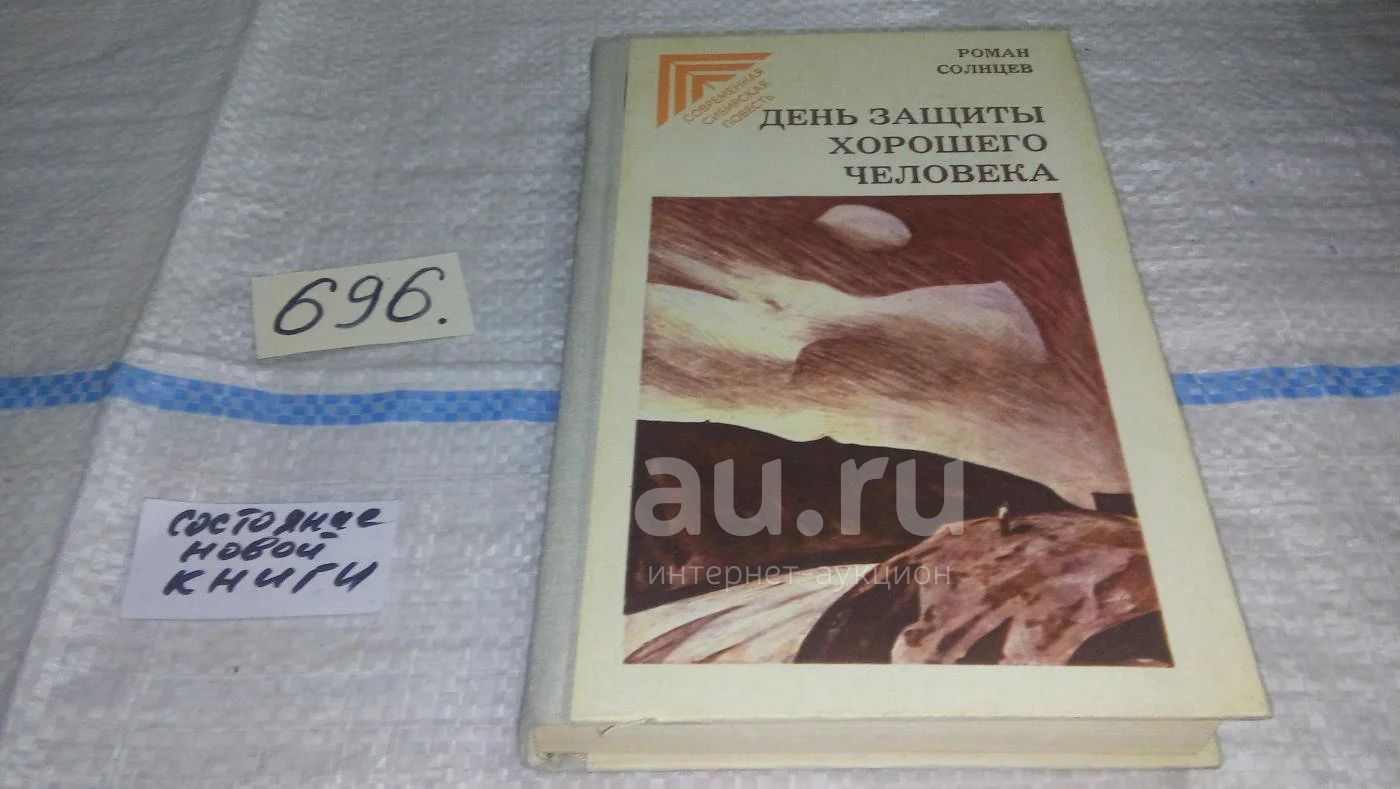 РОМАН
СОЛНЦЕВ
СОВРЕМЕННАЯ
СИБИРСКАЯ
ПОВЕСТЬ
ДЕНЬ ЗАЩИТЫ
ХОРОШЕГО
ЧЕЛОВЕКА
696.
состояние
новой
книги
au.ru
интернет-аукцион